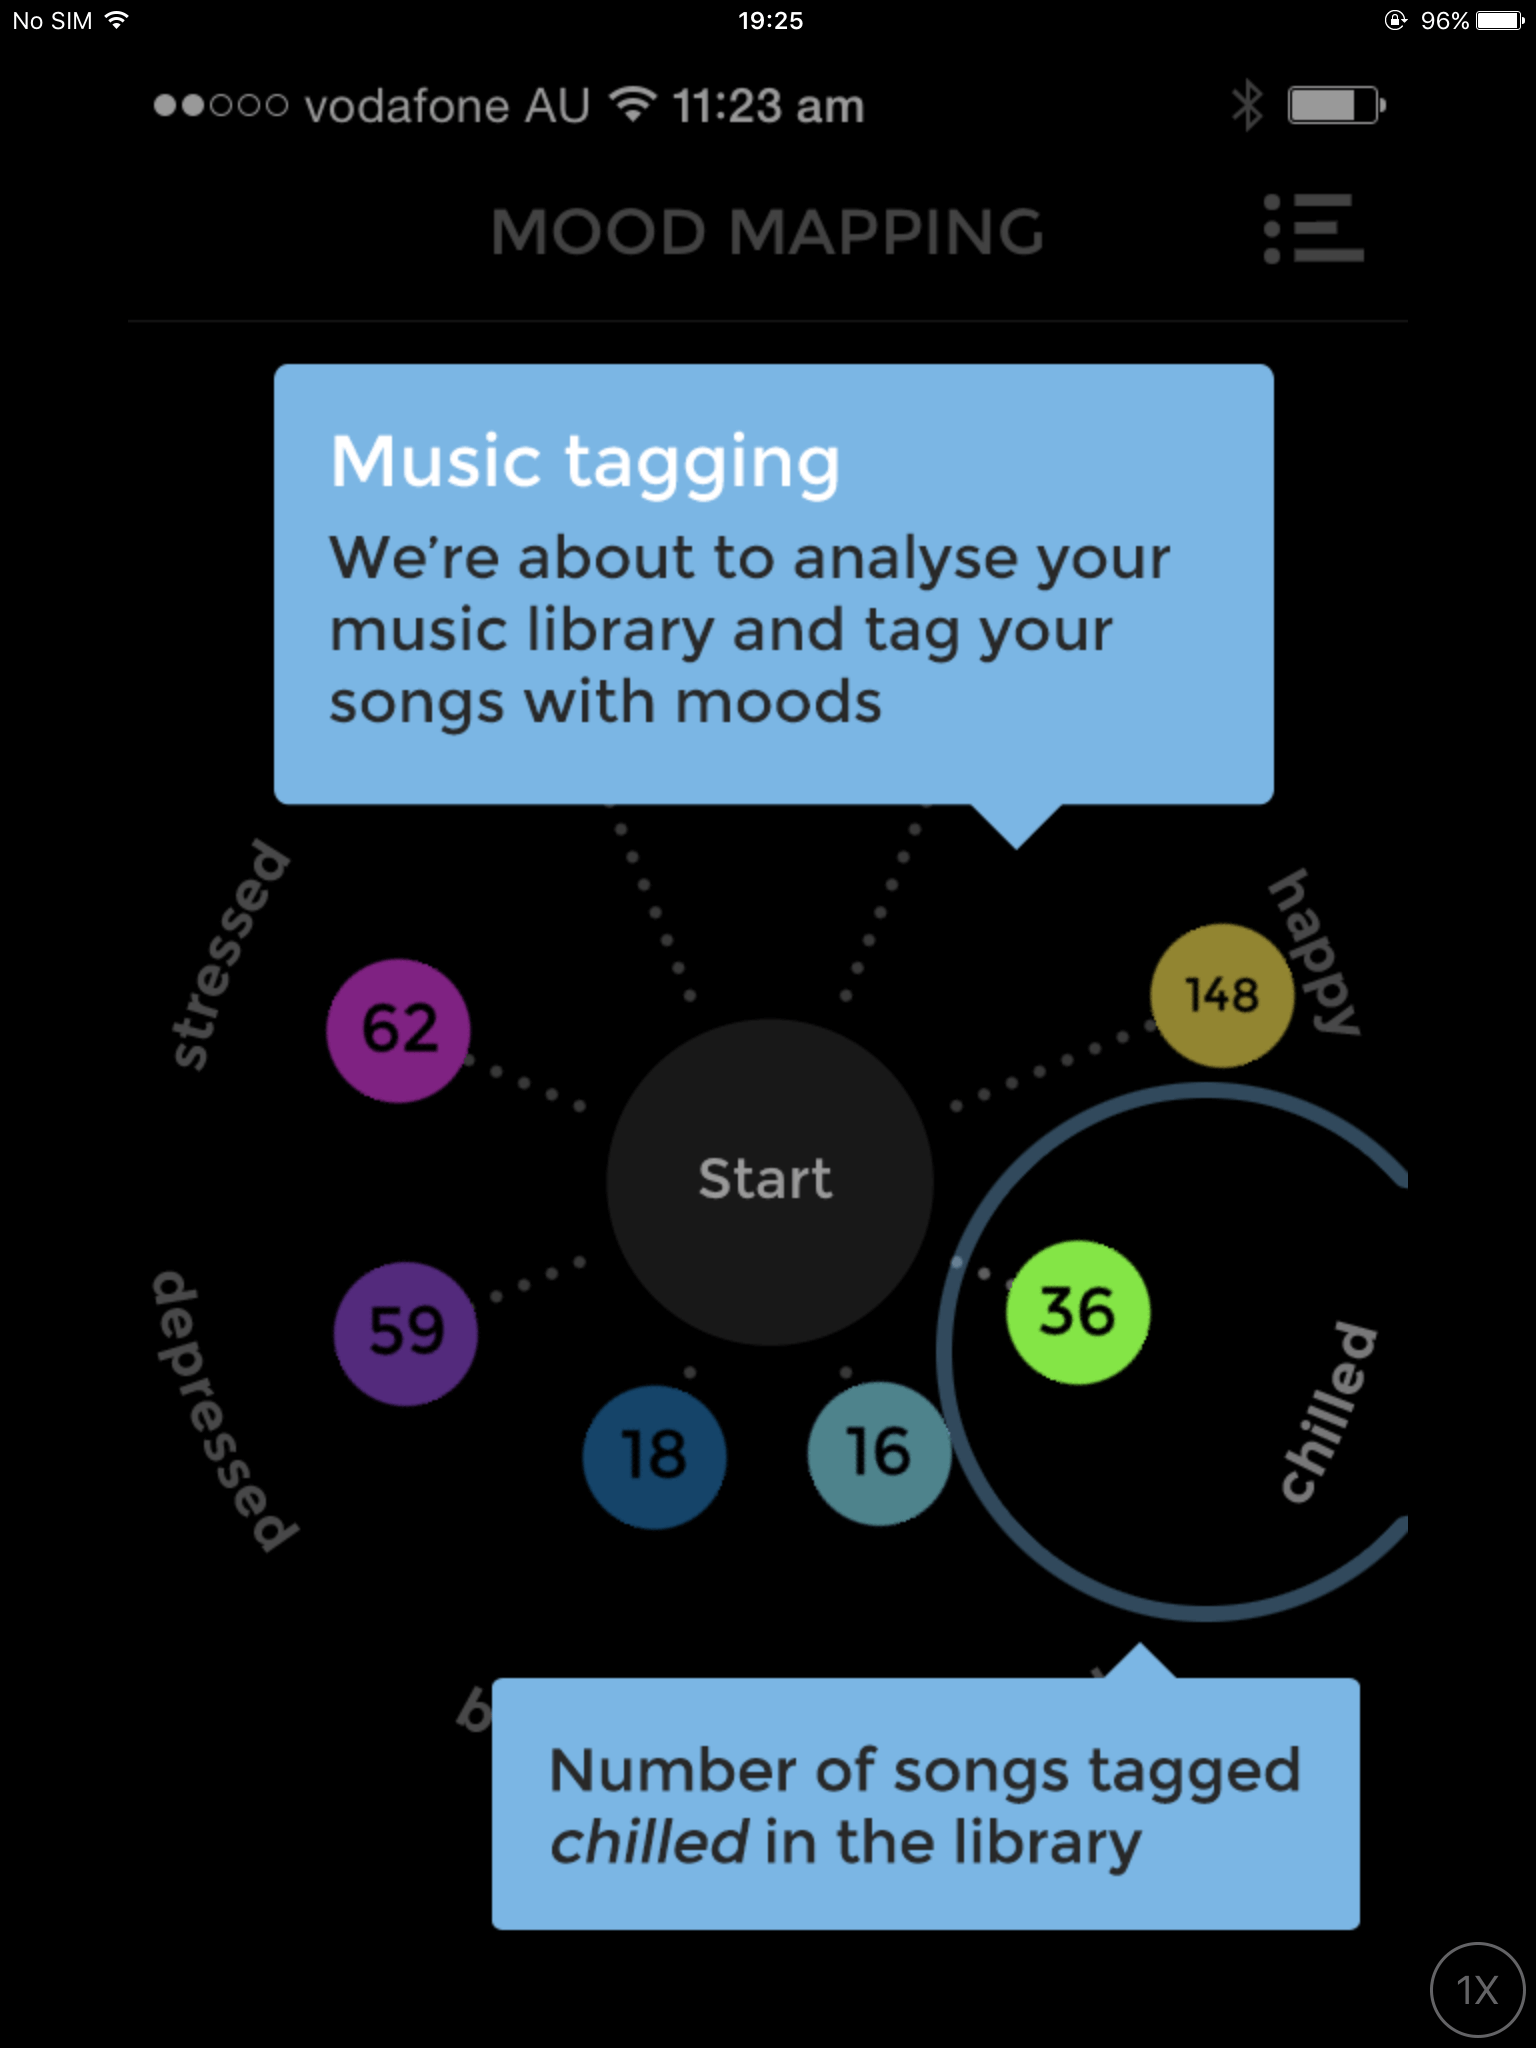 No SIM 19:25 96%
vodafone AU 11:23 am
MOOD MAPPING
Music tagging
We’re about to analyse your
music library and tag your
songs with moods
stressed
happy
148
62
Start
36
59
depressed
chilled
18
16
Number of songs tagged
chilled in the library
1X